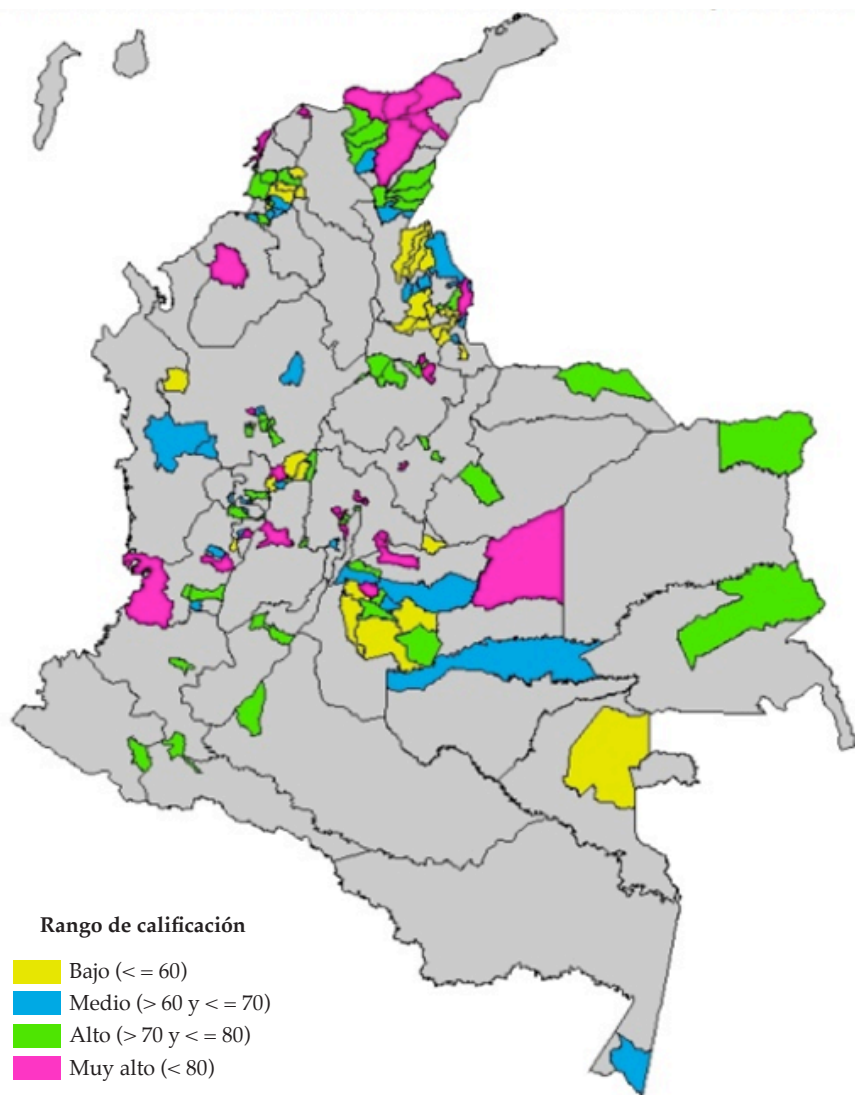 Rango de calificación
Bajo (< = 60)
Medio (> 60 y < = 70)
Alto (> 70 y < = 80)
Muy alto (< 80)